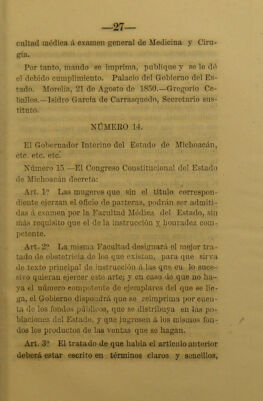 —27—
cultad médica á examen general de Medicina y Ciru-
gía.
Por tanto, mando se imprima, publique y se le dé
el debido cumplimiento. Palacio del Gobierno del Es-
tado. Morelia, 21 de Agosto de 1850.—Gregorio Ce-
ballos.—Isidro García de Carrasquedo, Secretario sus-
tituto.
NÚMERO 14.
El Gobernador Interino del Estado de Michoacán,
etc. etc. etc.
Número 15—El Congreso Constitucional del Estado
de Michoacán decreta:
Art. 1º Las mugeres que sin el título correspon-
diente ejerzan el oficio de parteras, podrán ser admiti-
das á examen por la Facultad Médica del Estado, sin
más requisito que el de la instrucción y honradez com-
petente.
Art. 2º La misma Facultad designará el mejor tra-
tado de obstetricia de los que existan, para que sirva
de texto principal de instrucción á las que en lo suce-
sivo quieran ejercer este arte; y en caso de que no ha-
ya el número competente de ejemplares del que se eli-
ja, el Gobierno dispondrá que se reimprima por cuen-
ta de los fondos públicos, que se distribuya en las po-
blaciones del Estado, y que ingresen á los mismos fon-
dos los productos de las ventas que se hagan.
Art. 3º El tratado de que habla el artículo anterior
deberá estar escrito en términos claros y sencillos,